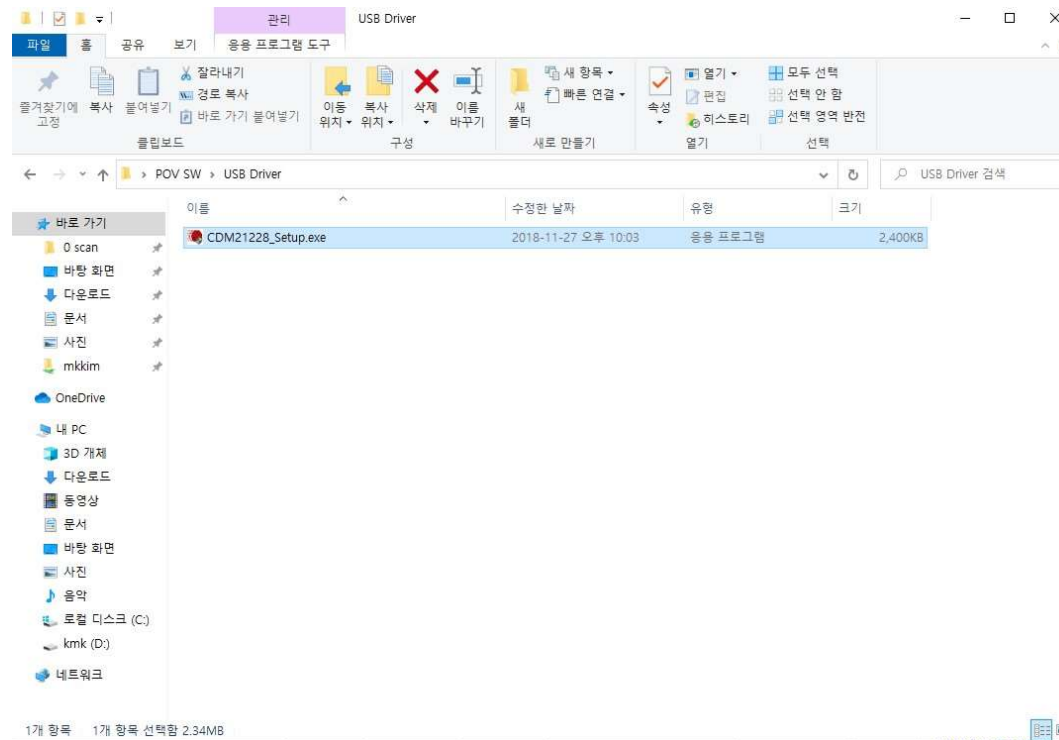 관리
USB Driver
파일
홈
공유
보기
응용 프로그램 도구
즐겨찾기에
고정
복사
붙여넣기
잘라내기
경로 복사
바로 가기 붙여넣기
클립보드
이동
위치
복사
위치
삭제
이름
바꾸기
구성
새
폴더
새 항목
빠른 연결
새로 만들기
속성
열기
편집
히스토리
열기
모두 선택
선택 안 함
선택 영역 반전
선택
POV SW › USB Driver
USB Driver 검색
이름
수정한 날짜
유형
크기
CDM21228_Setup.exe
2018-11-27 오후 10:03
응용 프로그램
2,400KB
바로 가기
0 scan
바탕 화면
다운로드
문서
사진
mkkim
OneDrive
내 PC
3D 개체
다운로드
동영상
문서
바탕 화면
사진
음악
로컬 디스크 (C:)
kmk (D:)
네트워크
1개 항목
1개 항목 선택함 2.34MB